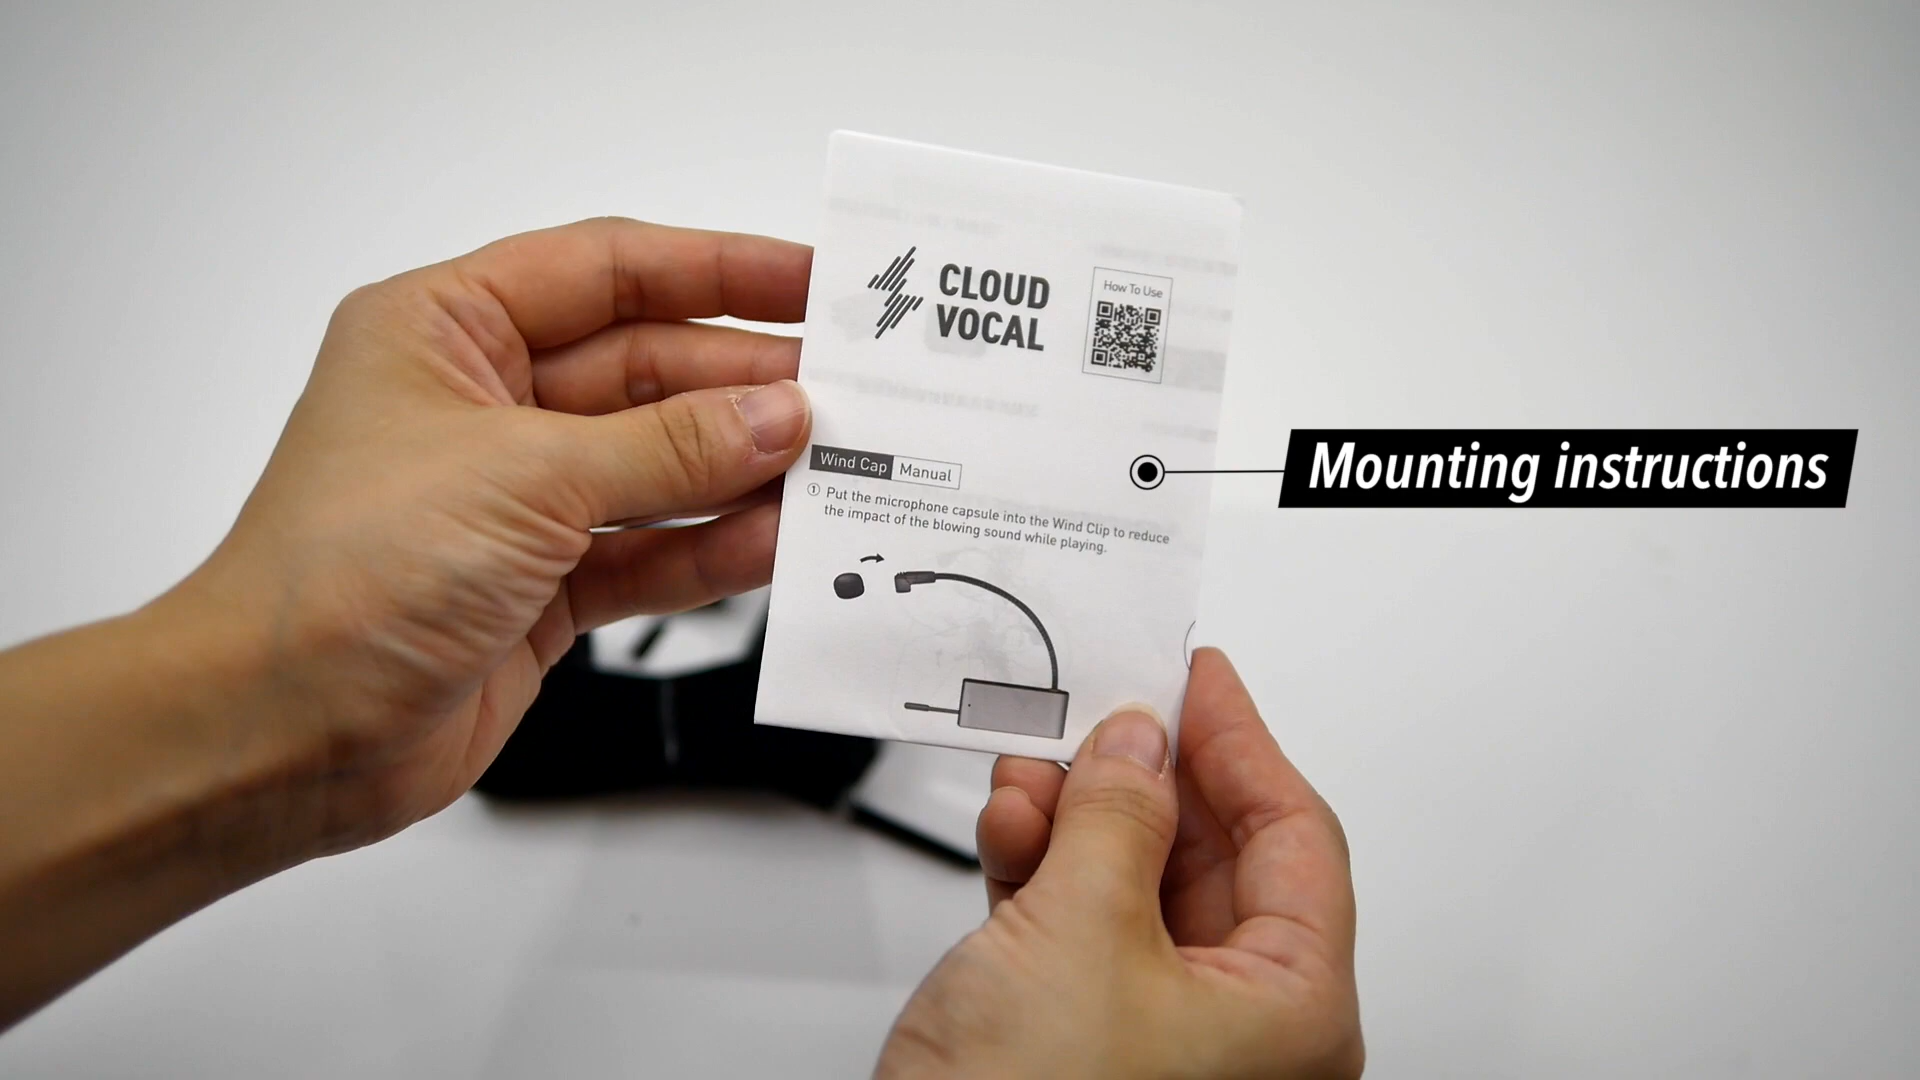 CLOUD
VOCAL
How To Use
Wind Cap Manual
① Put the microphone capsule into the Wind Clip to reduce
the impact of the blowing sound while playing.
Mounting instructions